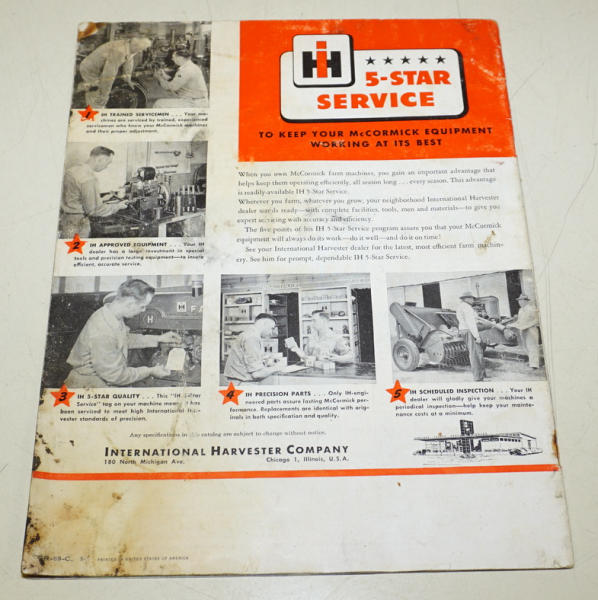 IH
★★★★★
5-STAR
SERVICE
TO KEEP YOUR McCORMICK EQUIPMENT
WORKING AT ITS BEST
When you own McCormick farm machines, you gain an important advantage that
helps keep them operating efficiently, all season long . . . every season. This advantage
is readily available IH 5-Star Service.
Wherever you farm, whatever you grow, your neighborhood International Harvester
dealer stands ready—with complete facilities, tools, men and materials—to give you
expert servicing with accuracy and efficiency.
The five points of his IH 5-Star Service program assure you that your McCormick
equipment will always do its work—do it well—and do it on time!
See your International Harvester dealer for the latest, most efficient farm machin-
ery. See him for prompt, dependable IH 5-Star Service.
1 IH TRAINED SERVICEMEN . . . Your ma-
chines are serviced by trained, experienced
servicemen who know your McCormick machines
and their proper adjustment.
2 IH APPROVED EQUIPMENT . . . Your IH
dealer has a large investment in special
tools and precision testing equipment—to insure
efficient, accurate service.
3 IH 5-STAR QUALITY . . . This "IH 5-Star
Service" tag on your machine means it has
been serviced to meet high International Har-
vester standards of precision.
4 IH PRECISION PARTS . . . Only IH-engi-
neered parts assure lasting McCormick per-
formance. Replacements are identical with orig-
inals in both specification and quality.
5 IH SCHEDULED INSPECTION . . . Your IH
dealer will gladly give your machines a
periodical inspection—help keep your mainte-
nance costs at a minimum.
Any specifications in this catalog are subject to change without notice.
INTERNATIONAL HARVESTER COMPANY
180 North Michigan Ave. Chicago 1, Illinois, U.S.A.
PRINTED IN UNITED STATES OF AMERICA